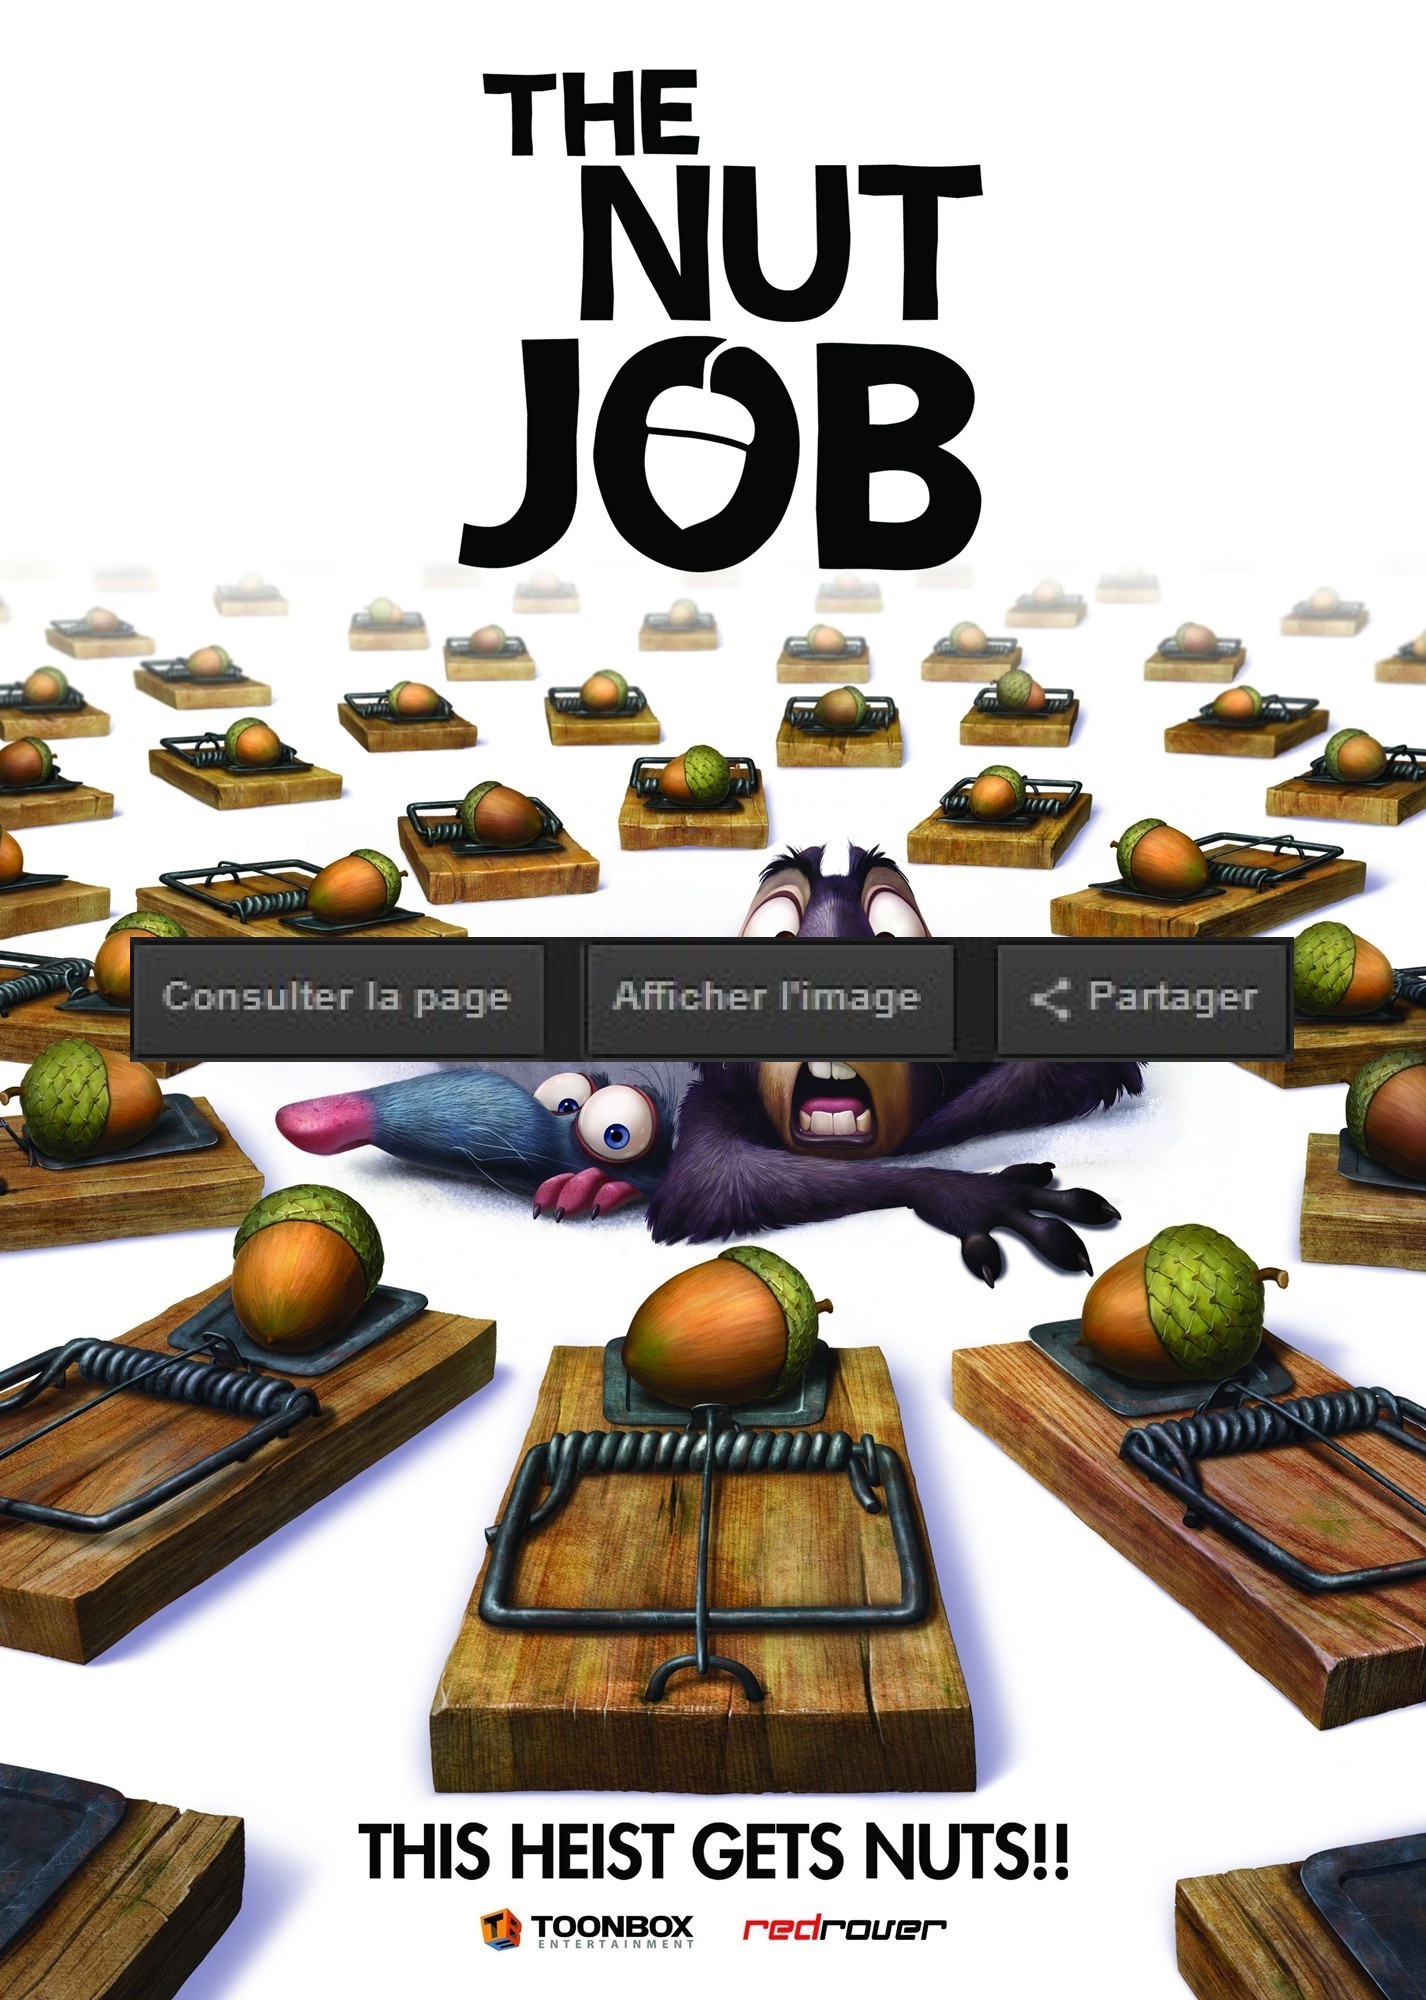 THE
NUT
JOB
Consulter la page Afficher l'image Partager
THIS HEIST GETS NUTS!!
TOONBOX redrover
ENTERTAINMENT